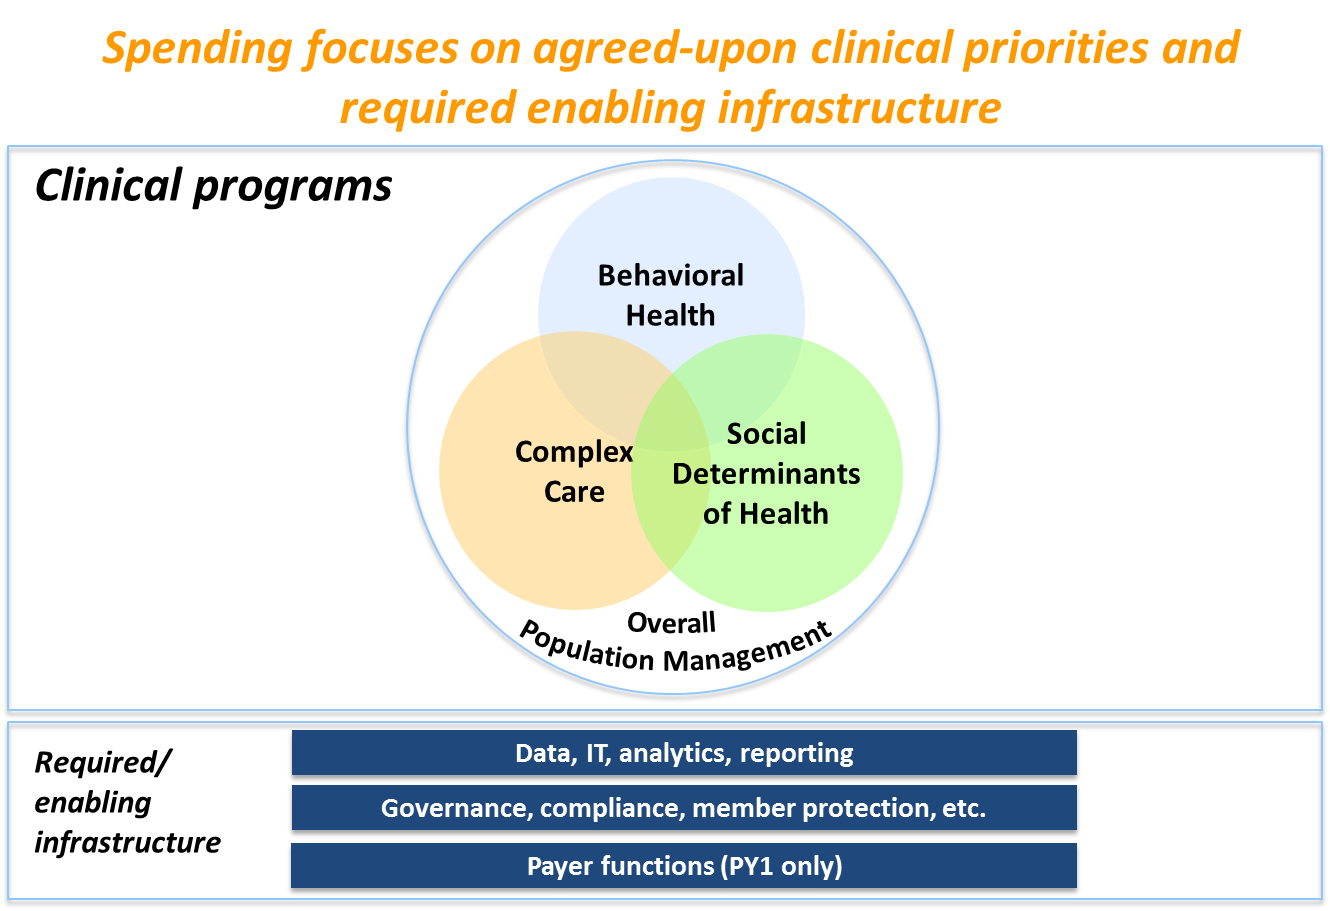 Spending focuses on agreed-upon clinical priorities and
required enabling infrastructure
Clinical programs
Behavioral
Health
Complex
Care
Social
Determinants
of Health
Overall
Population Management
Required/
enabling
infrastructure
Data, IT, analytics, reporting
Governance, compliance, member protection, etc.
Payer functions (PY1 only)